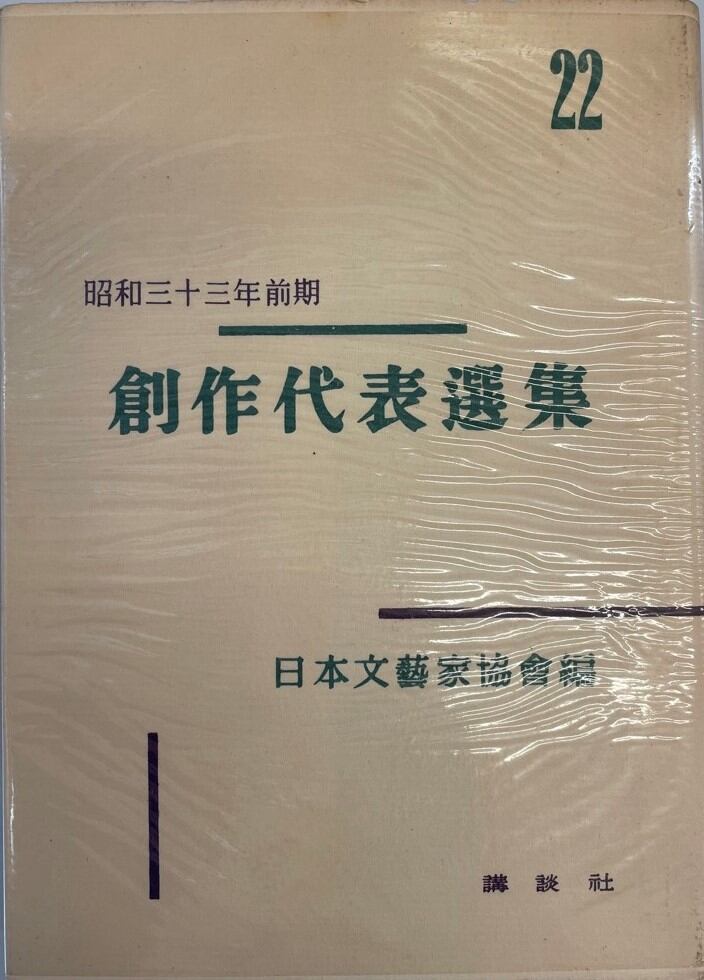 22
昭和三十三年前期
創作代表選集
日本文藝家協會編
講談社